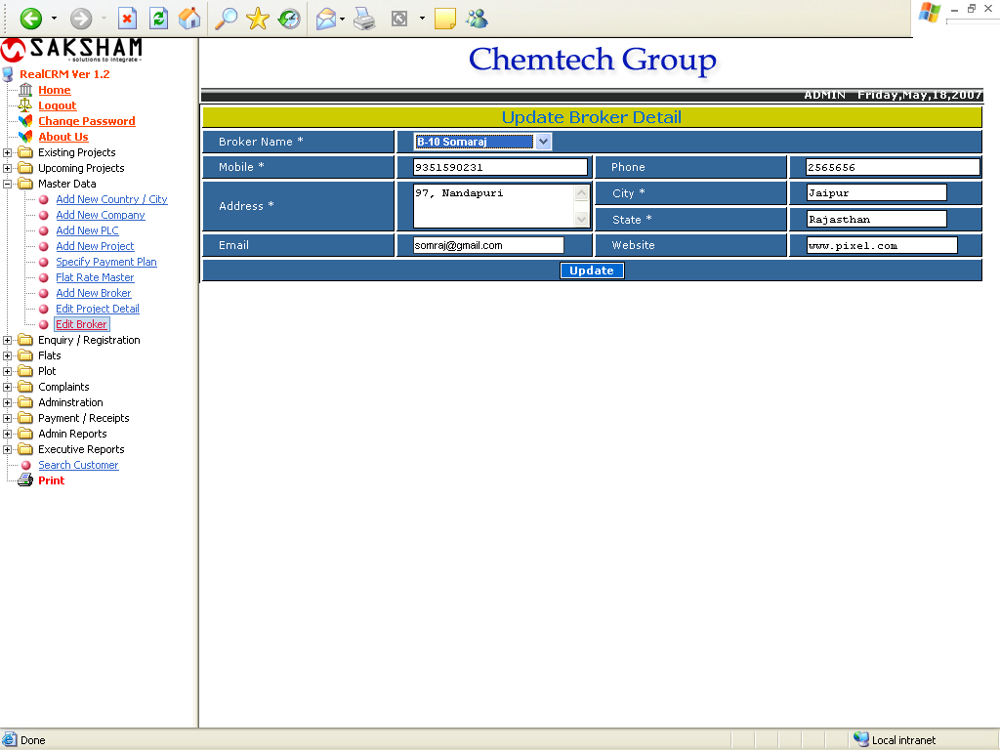 SAKSHAM
- solutions to integrate -
RealCRM Ver 1.2
Home
Logout
Change Password
About Us
Existing Projects
Upcoming Projects
Master Data
Add New Country / City
Add New Company
Add New PLC
Add New Project
Specify Payment Plan
Flat Rate Master
Add New Broker
Edit Project Detail
Edit Broker
Enquiry / Registration
Flats
Plot
Complaints
Adminstration
Payment / Receipts
Admin Reports
Executive Reports
Search Customer
Print
Chemtech Group
ADMIN Friday,May,18,2007
Update Broker Detail
Broker Name * B-10 Somaraj
Mobile * 9351590231 Phone 2565656
Address * 97, Nandapuri City * Jaipur
State * Rajasthan
Email somraj@gmail.com Website www.pixel.com
Update
Done Local intranet